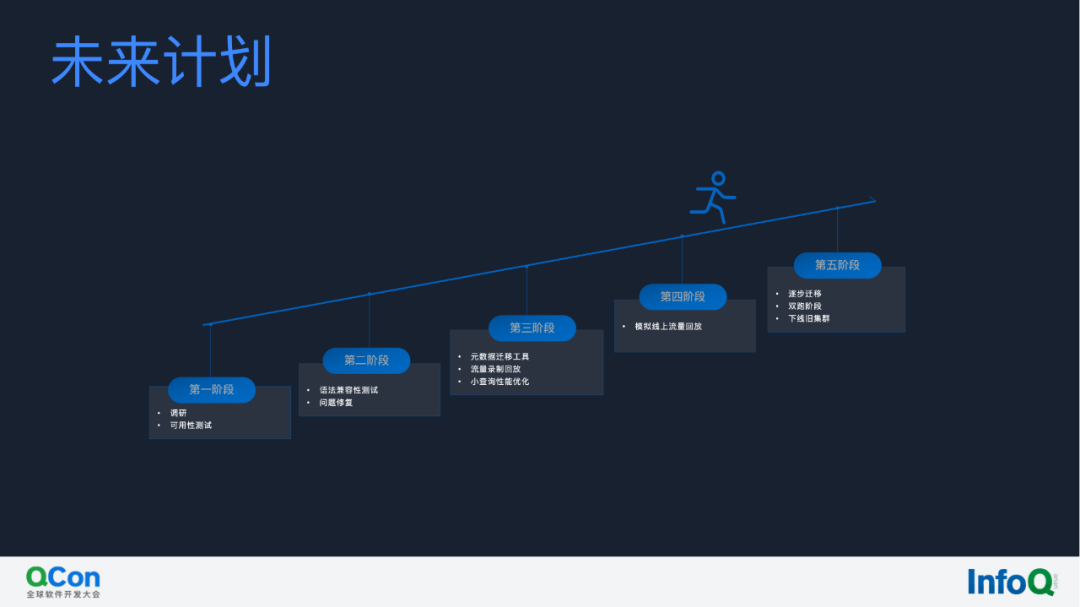 未来计划
第一阶段
• 调研
• 可用性测试
第二阶段
• 语法兼容性测试
• 问题修复
第三阶段
• 元数据迁移工具
• 流量录制回放
• 小查询性能优化
第四阶段
• 模拟线上流量回放
第五阶段
• 逐步迁移
• 双跑阶段
• 下线旧集群
QCon
全球软件开发大会
InfoQ